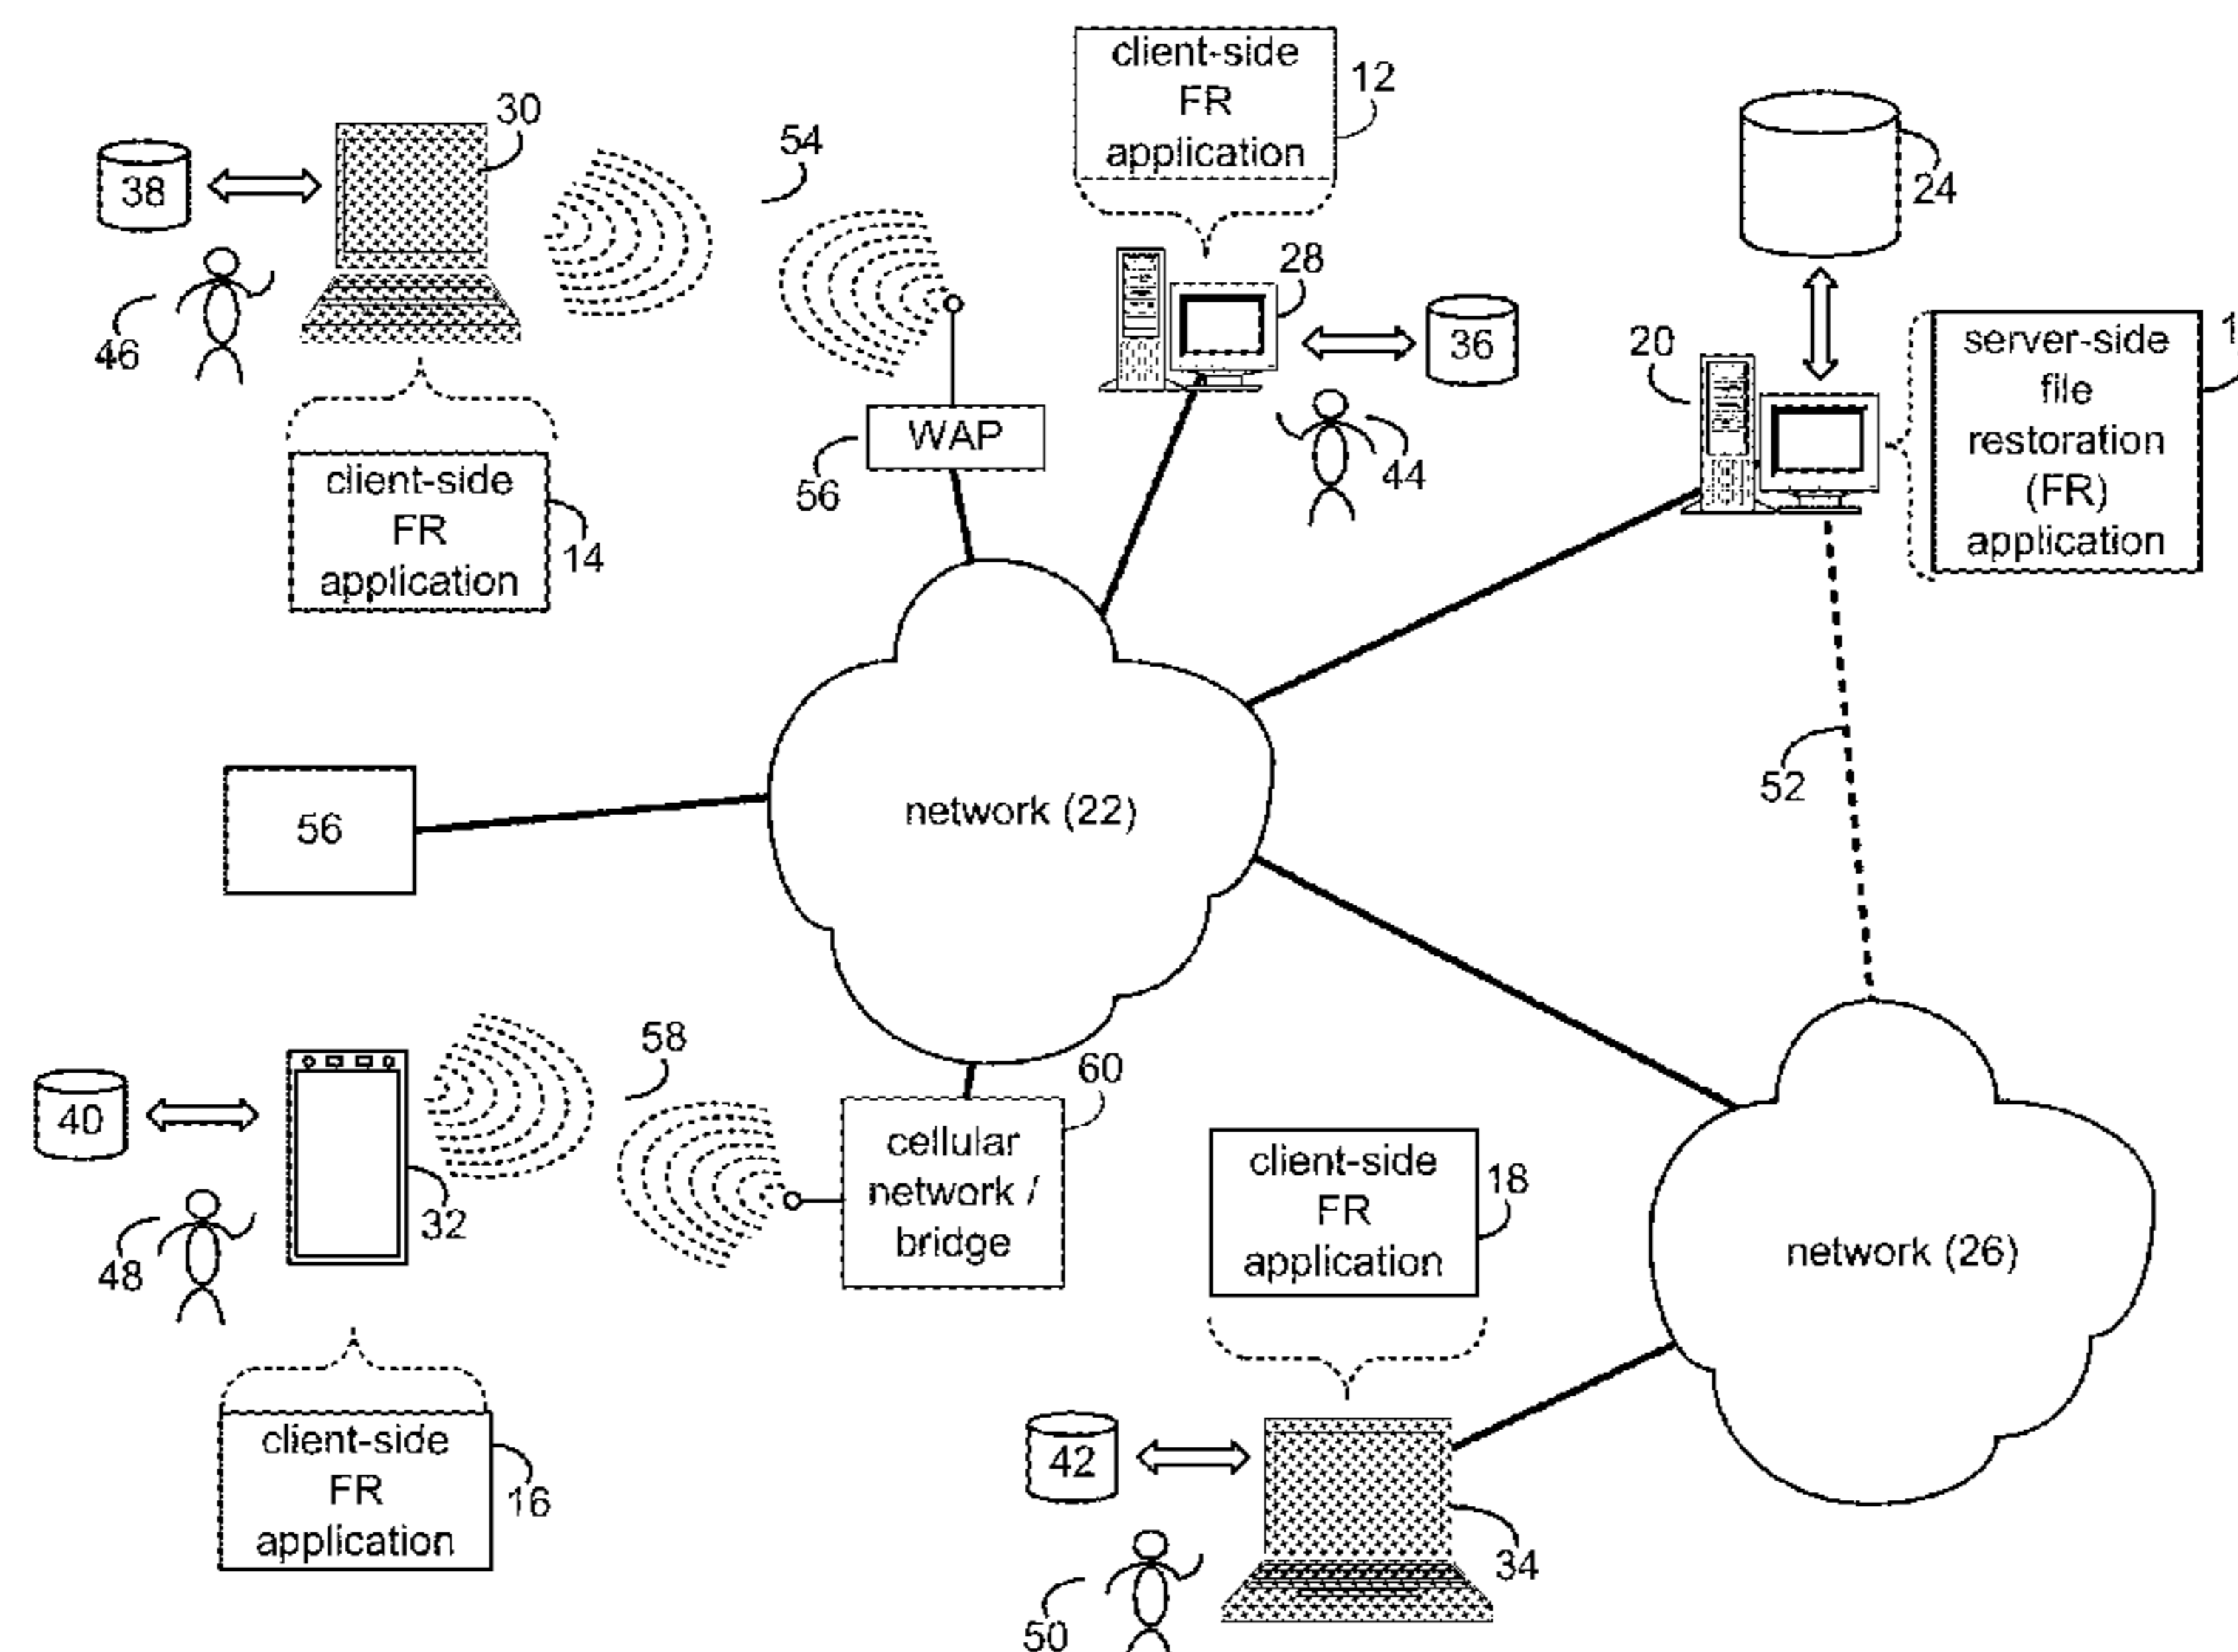 client-side
FR
application
12
24
30
38
46
54
client-side
FR
application
14
WAP
56
28
36
44
20
server-side
file
restoration
(FR)
application
52
network (22)
56
58
60
cellular
network /
bridge
40
48
32
client-side
FR
application
16
client-side
FR
application
18
network (26)
42
50
34